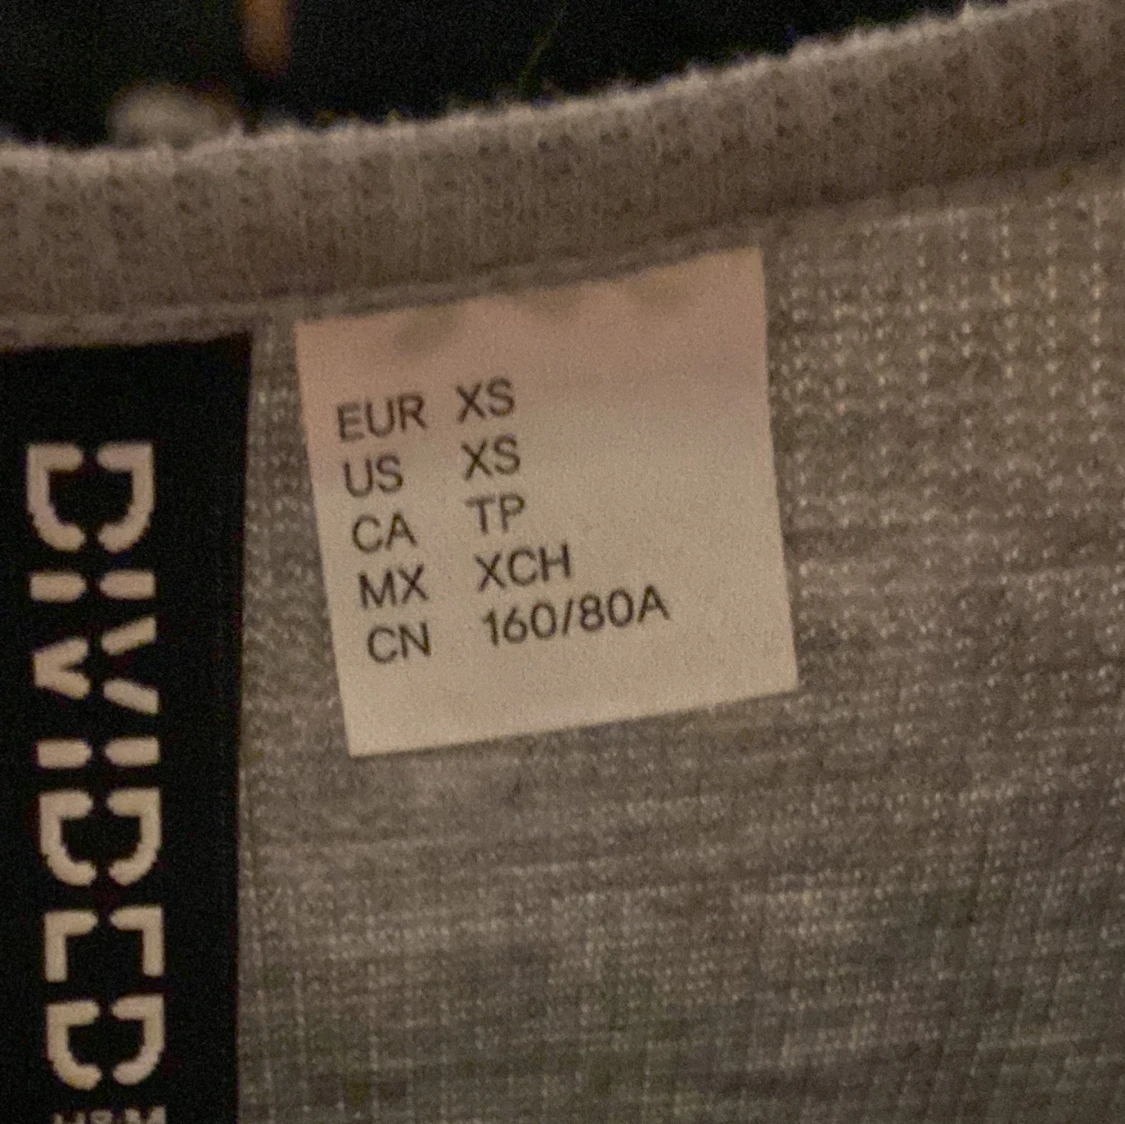 DIVIDED
EUR XS
US XS
CA TP
MX XCH
CN 160/80A